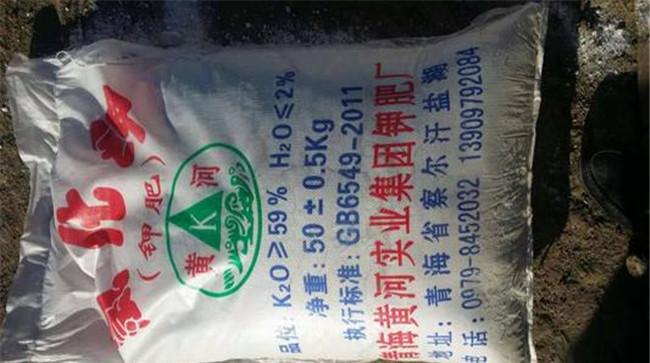 氯化钾
(钾肥)
黄河
K
品位:K2O≥59% H2O≤2%
净重:50±0.5Kg
执行标准:GB6549-2011
青海黄河实业集团钾肥厂
地址:青海省察尔汗盐湖
电话:0979-8452032 13909792084